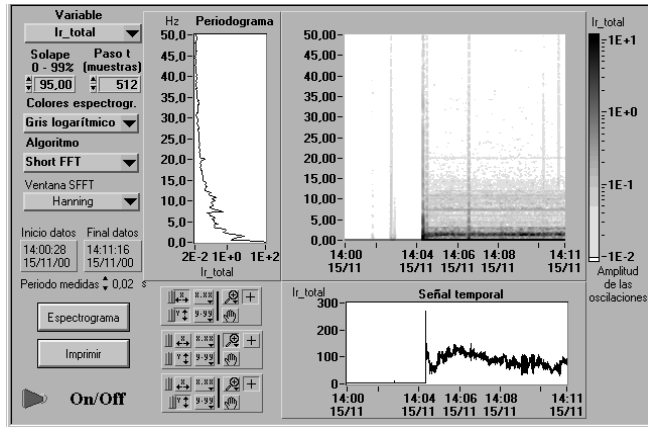 Variable
Ir_total
Solape
0 - 99%
Paso t
(muestras)
95,00
512
Colores espectrogr.
Gris logarítmico
Algoritmo
Short FFT
Ventana SFFT
Hanning
Inicio datos
Final datos
14:00:28
15/11/00
14:11:16
15/11/00
Periodo medidas 0,02 s
Espectrograma
Imprimir
On/Off
Hz Periodograma
50,0
45,0
40,0
35,0
30,0
25,0
20,0
15,0
10,0
5,0
0,0
2E-2 1E+1 1E+2
Ir_total
50,00
45,00
40,00
35,00
30,00
25,00
20,00
15,00
10,00
5,00
0,00
14:00 14:04 14:06 14:08 14:11
15/11 15/11 15/11 15/11 15/11
Ir_total
1E+1
1E+0
1E-1
1E-2
Amplitud
de las
oscilaciones
X x.xx
Y y.yy
X x.xx
Y y.yy
X x.xx
Y y.yy
Ir_total Señal temporal
300
200
100
0
14:00 14:04 14:06 14:08 14:11
15/11 15/11 15/11 15/11 15/11